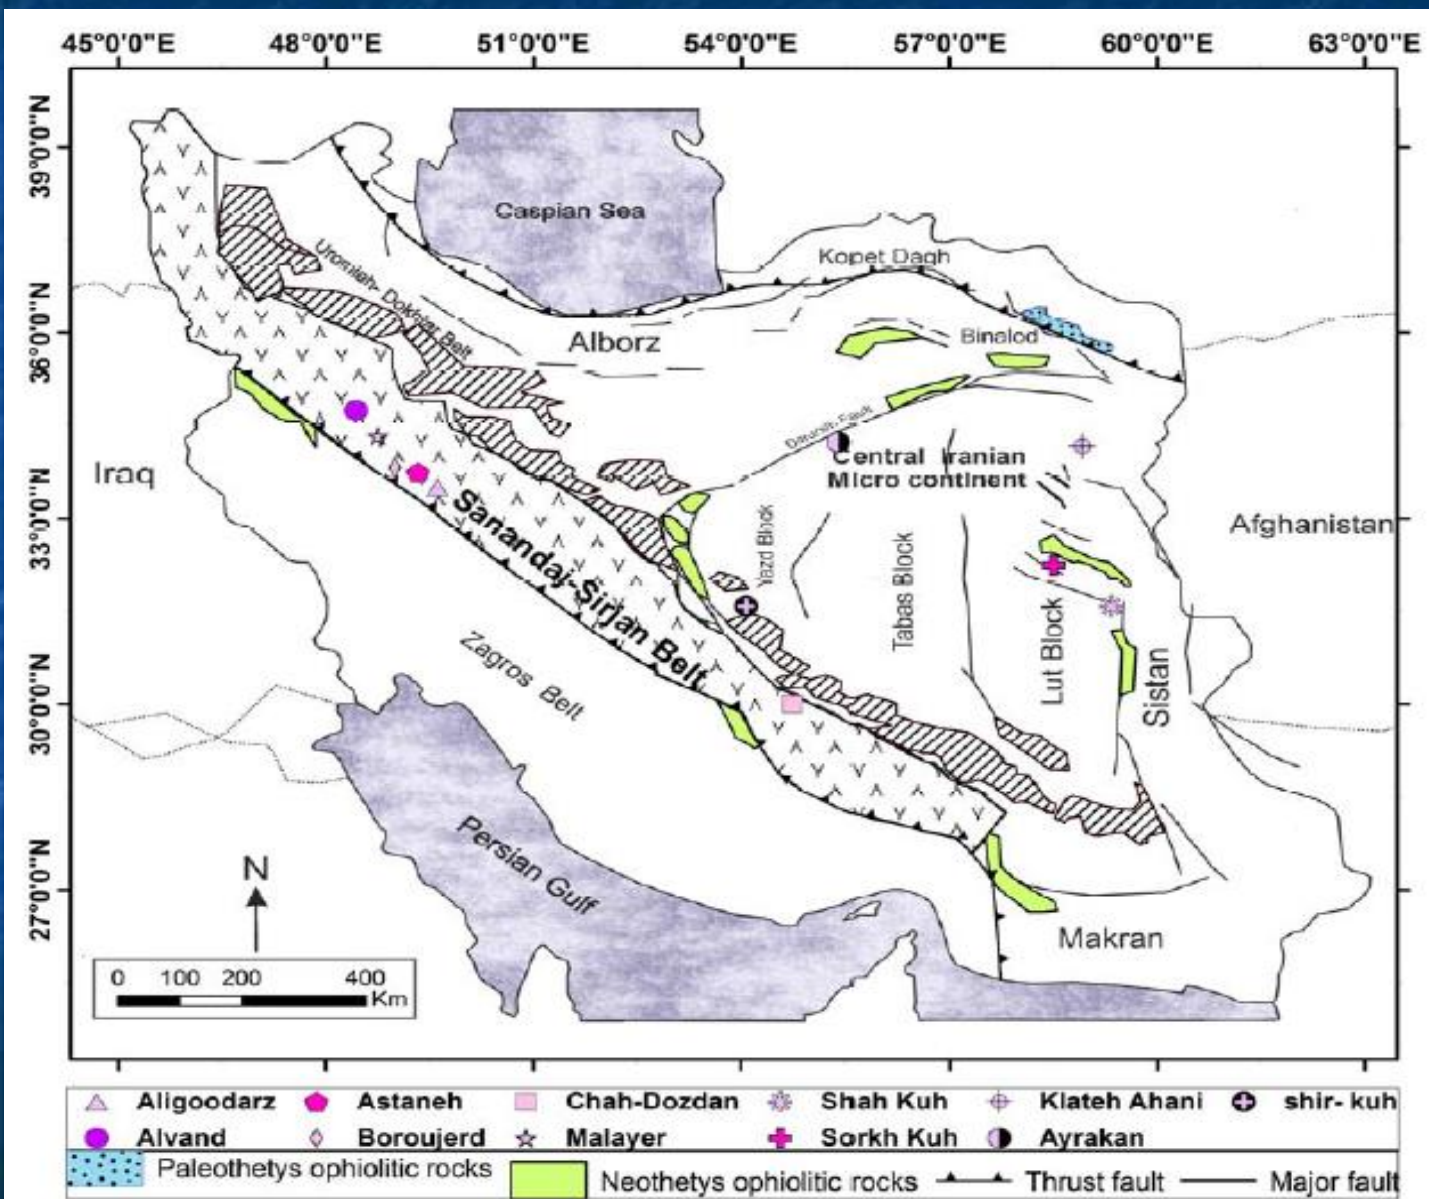 45°0'0"E 48°0'0"E 51°0'0"E 54°0'0"E 57°0'0"E 60°0'0"E 63°0'0"E
39°0'0"N
36°0'0"N
33°0'0"N
30°0'0"N
27°0'0"N
Caspian Sea
Kopet Dagh
Uromieh- Dokhtar Belt
Alborz
Binalod
Iraq
Central Iranian
Micro continent
Afghanistan
Sanandaj-Sirjan Belt
Yazd Block
Tabas Block
Lut Block
Sistan
Zagros Belt
Persian Gulf
Makran
N
0 100 200 400
Km
Aligoodarz Astaneh Chah-Dozdan Shah Kuh Klateh Ahani shir- kuh
Alvand Boroujerd Malayer Sorkh Kuh Ayrakan
Paleothetys ophiolitic rocks Neothetys ophiolitic rocks Thrust fault Major fault